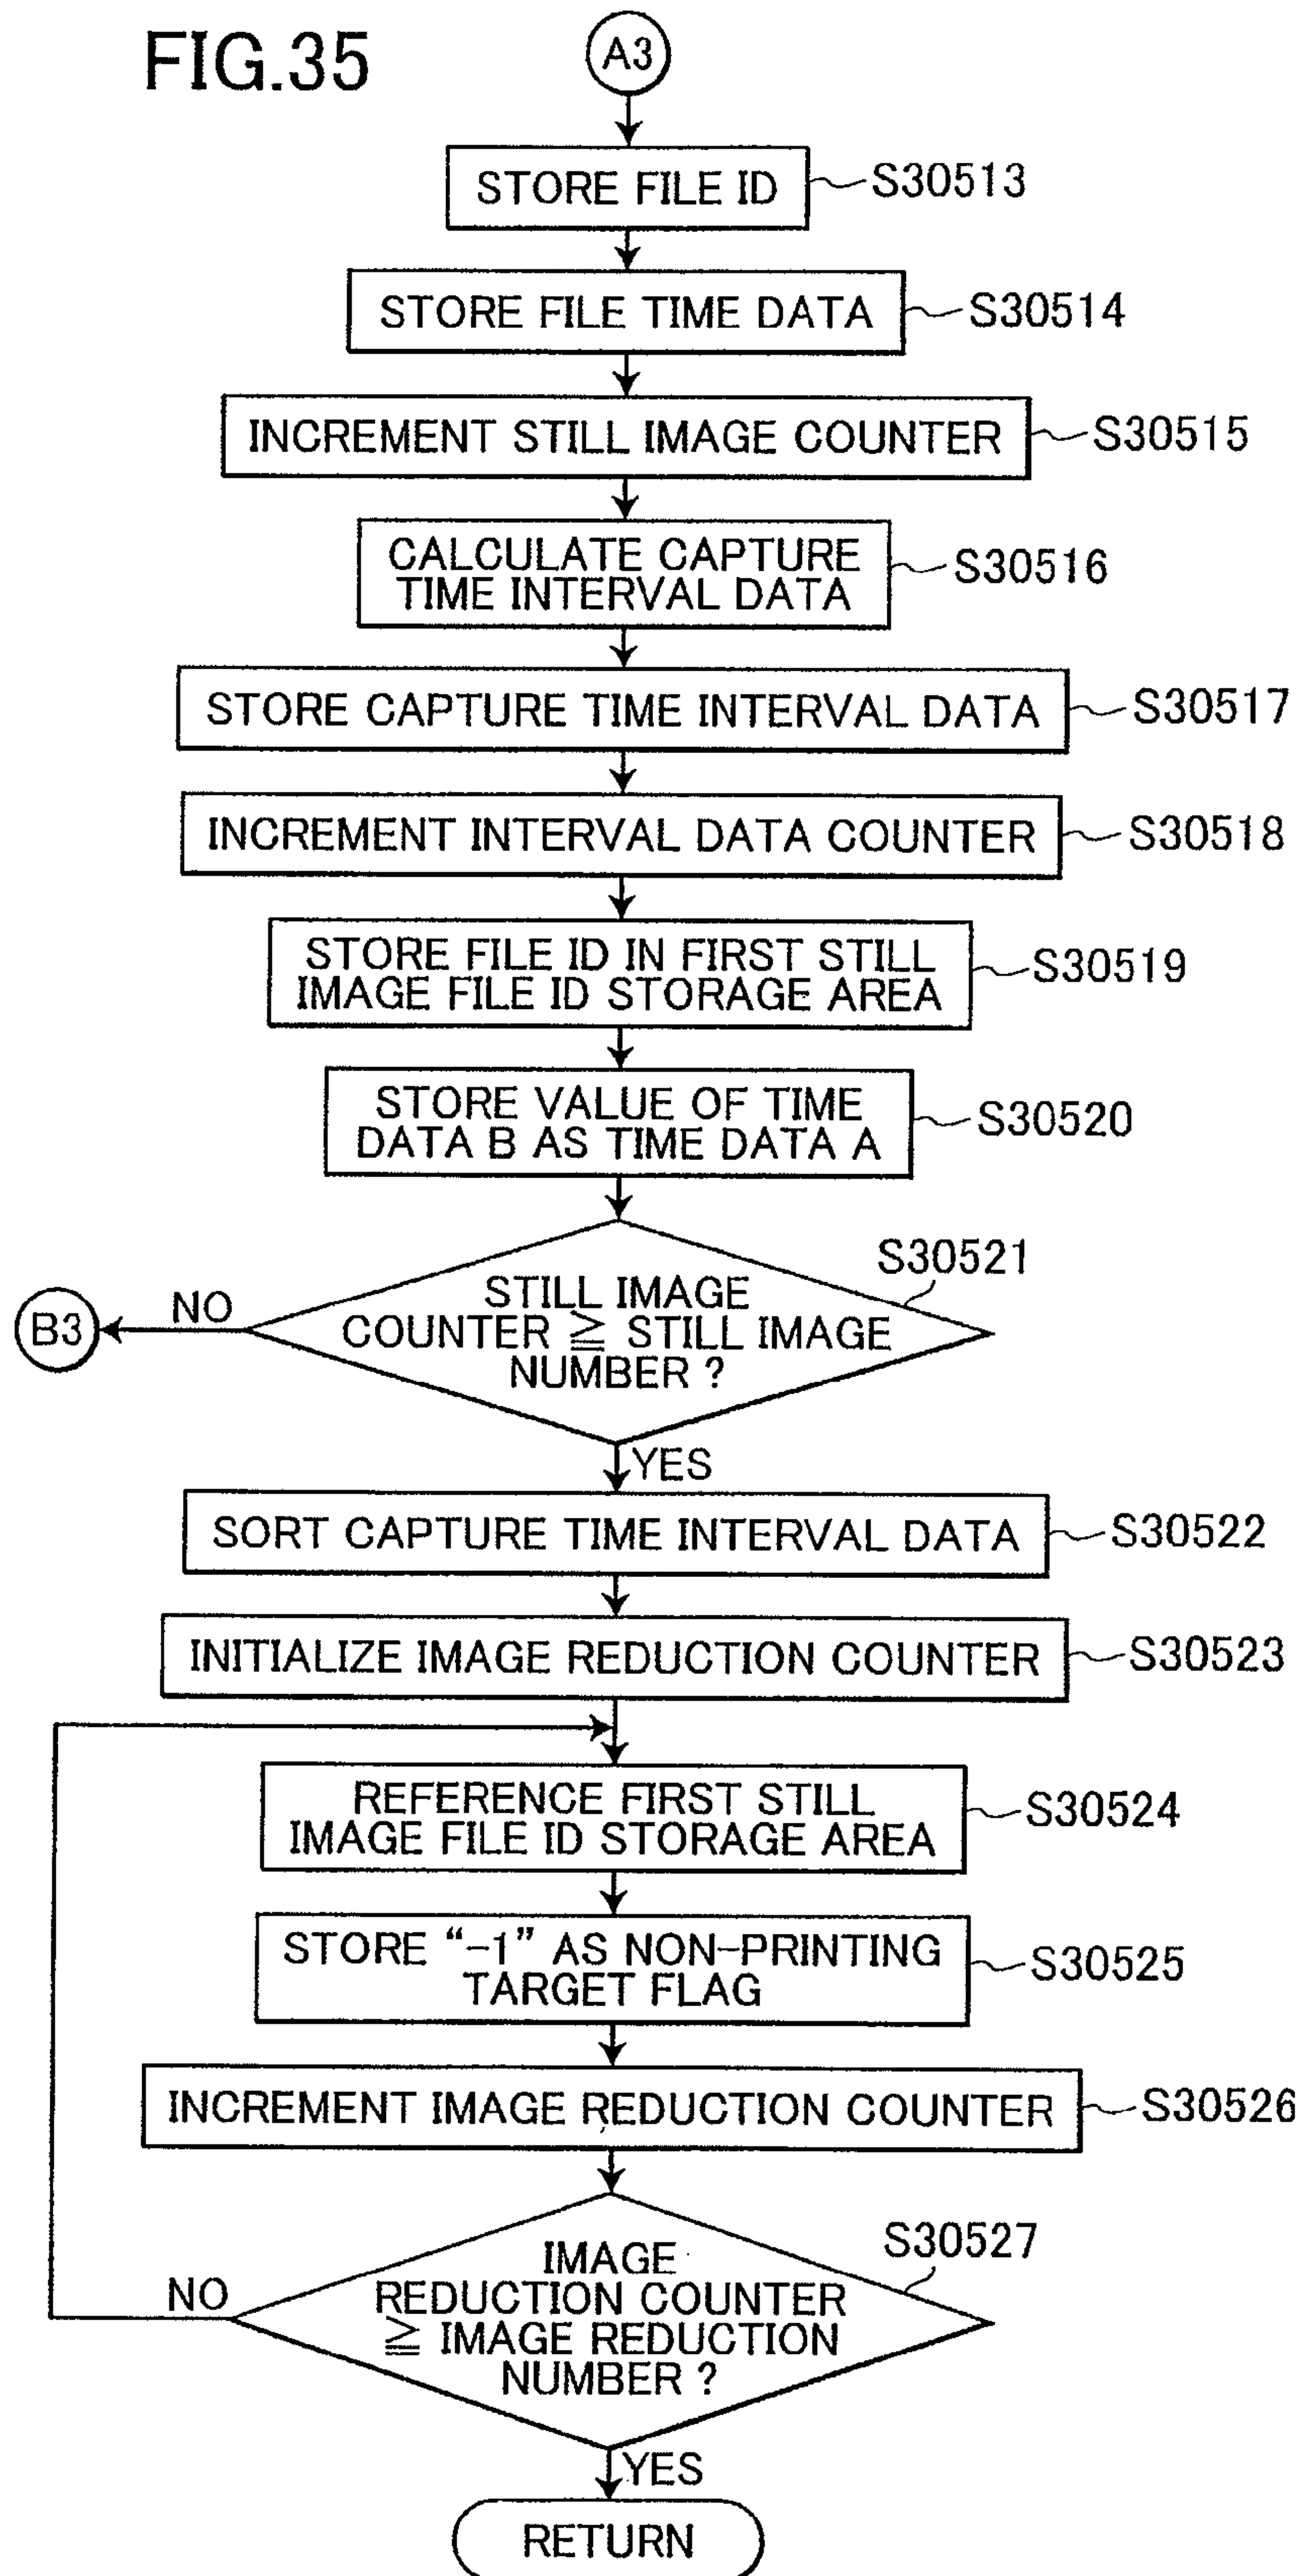 FIG.35
A3
STORE FILE ID
S30513
STORE FILE TIME DATA
S30514
INCREMENT STILL IMAGE COUNTER
S30515
CALCULATE CAPTURE
TIME INTERVAL DATA
S30516
STORE CAPTURE TIME INTERVAL DATA
S30517
INCREMENT INTERVAL DATA COUNTER
S30518
STORE FILE ID IN FIRST STILL
IMAGE FILE ID STORAGE AREA
S30519
STORE VALUE OF TIME
DATA B AS TIME DATA A
S30520
S30521
STILL IMAGE
COUNTER ≧ STILL IMAGE
NUMBER ?
NO
B3
YES
SORT CAPTURE TIME INTERVAL DATA
S30522
INITIALIZE IMAGE REDUCTION COUNTER
S30523
REFERENCE FIRST STILL
IMAGE FILE ID STORAGE AREA
S30524
STORE “-1” AS NON-PRINTING
TARGET FLAG
S30525
INCREMENT IMAGE REDUCTION COUNTER
S30526
S30527
IMAGE
REDUCTION COUNTER
≧ IMAGE REDUCTION
NUMBER ?
NO
YES
RETURN